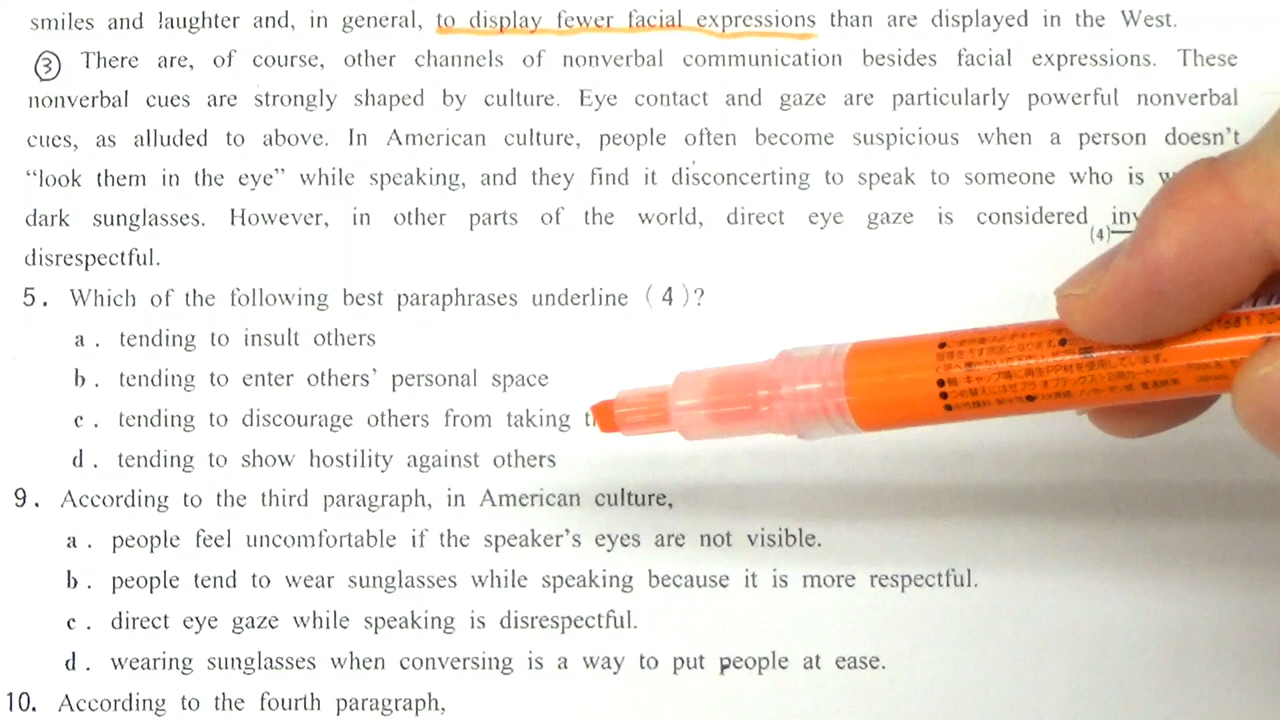 smiles and laughter and, in general, to display fewer facial expressions than are displayed in the West.
③ There are, of course, other channels of nonverbal communication besides facial expressions. These
nonverbal cues are strongly shaped by culture. Eye contact and gaze are particularly powerful nonverbal
cues, as alluded to above. In American culture, people often become suspicious when a person doesn't
“look them in the eye” while speaking, and they find it disconcerting to speak to someone who is
dark sunglasses. However, in other parts of the world, direct eye gaze is considered
(4)
disrespectful.
5. Which of the following best paraphrases underline (4)?
a. tending to insult others
b. tending to enter others' personal space
c. tending to discourage others from taking
d. tending to show hostility against others
9. According to the third paragraph, in American culture,
a. people feel uncomfortable if the speaker's eyes are not visible.
b. people tend to wear sunglasses while speaking because it is more respectful.
c. direct eye gaze while speaking is disrespectful.
d. wearing sunglasses when conversing is a way to put people at ease.
10. According to the fourth paragraph,